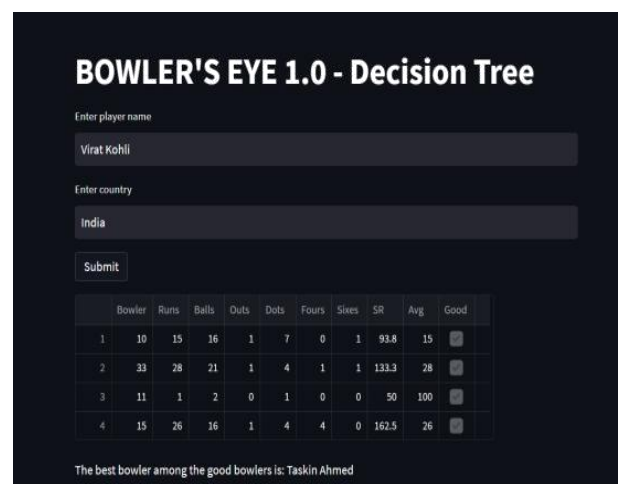 BOWLER'S EYE 1.0 - Decision Tree
Enter player name
Virat Kohli
Enter country
India
Submit
Bowler Runs Balls Outs Dots Fours Sixes SR Avg Good
1 10 15 16 1 7 0 1 93.8 15
2 33 28 21 1 4 1 1 133.3 28
3 11 1 2 0 1 0 0 50 100
4 15 26 16 1 4 4 0 162.5 26
The best bowler among the good bowlers is: Taskin Ahmed